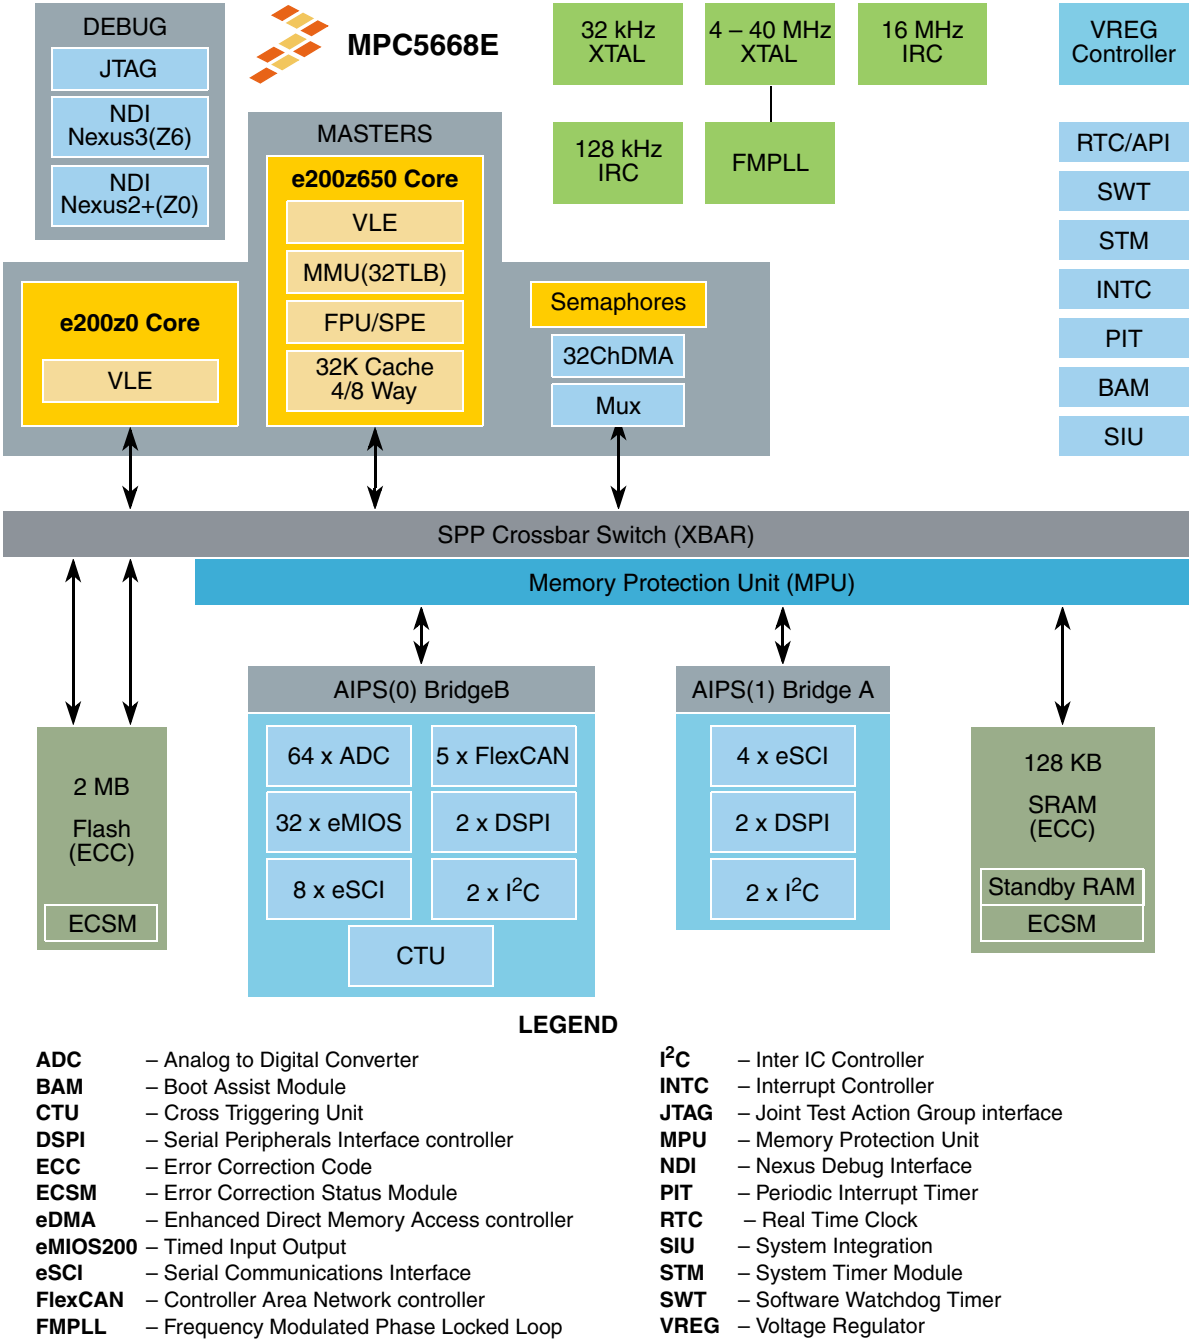 DEBUG
JTAG
NDI
Nexus3(Z6)
NDI
Nexus2+(Z0)
MPC5668E
32 kHz
XTAL
4 – 40 MHz
XTAL
16 MHz
IRC
128 kHz
IRC
FMPLL
VREG
Controller
RTC/API
SWT
STM
INTC
PIT
BAM
SIU
MASTERS
e200z650 Core
VLE
MMU(32TLB)
FPU/SPE
32K Cache
4/8 Way
e200z0 Core
VLE
Semaphores
32ChDMA
Mux
SPP Crossbar Switch (XBAR)
Memory Protection Unit (MPU)
AIPS(0) BridgeB
64 x ADC
5 x FlexCAN
32 x eMIOS
2 x DSPI
8 x eSCI
2 x I²C
CTU
AIPS(1) Bridge A
4 x eSCI
2 x DSPI
2 x I²C
2 MB
Flash
(ECC)
ECSM
128 KB
SRAM
(ECC)
Standby RAM
ECSM
LEGEND
ADC – Analog to Digital Converter
BAM – Boot Assist Module
CTU – Cross Triggering Unit
DSPI – Serial Peripherals Interface controller
ECC – Error Correction Code
ECSM – Error Correction Status Module
eDMA – Enhanced Direct Memory Access controller
eMIOS200 – Timed Input Output
eSCI – Serial Communications Interface
FlexCAN – Controller Area Network controller
FMPLL – Frequency Modulated Phase Locked Loop
I²C – Inter IC Controller
INTC – Interrupt Controller
JTAG – Joint Test Action Group interface
MPU – Memory Protection Unit
NDI – Nexus Debug Interface
PIT – Periodic Interrupt Timer
RTC – Real Time Clock
SIU – System Integration
STM – System Timer Module
SWT – Software Watchdog Timer
VREG – Voltage Regulator